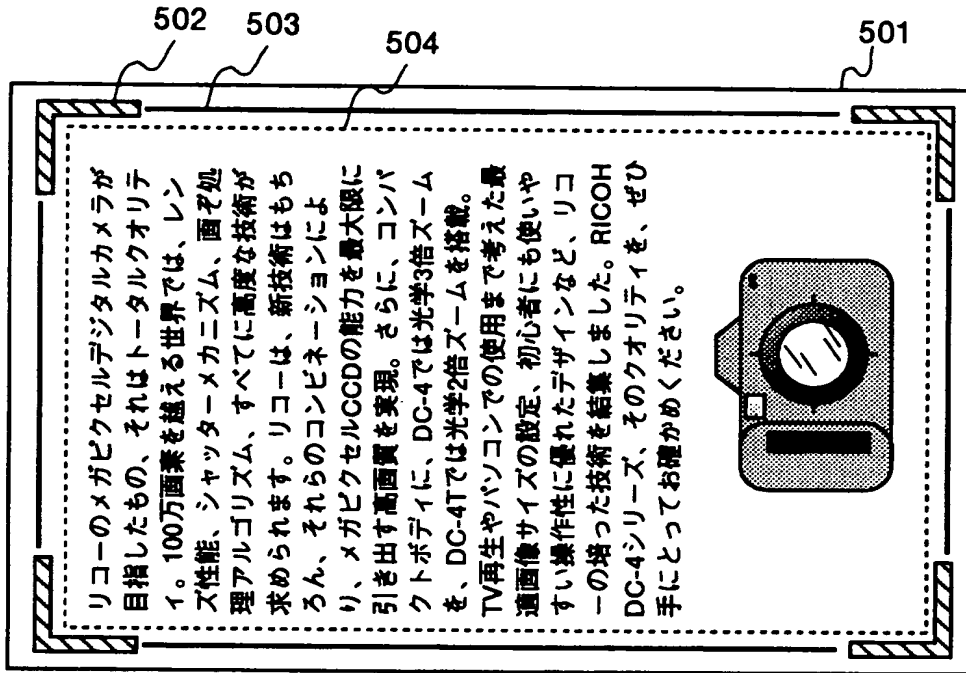 502
503
504
501
リコーのメガピクセルデジタルカメラが
目指したもの、それはトータルクオリテ
ィ。100万画素を越える世界では、レン
ズ性能、シャッターメカニズム、画ぞ処
理アルゴリズム、すべてに高度な技術が
求められます。リコーは、新技術はもち
ろん、それらのコンビネーションによ
り、メガピクセルCCDの能力を最大限に
引き出す高画質を実現。さらに、コンパ
クトボディに、DC-4では光学3倍ズーム
を、DC-4Tでは光学2倍ズームを搭載。
TV再生やパソコンでの使用まで考えた最
適画像サイズの設定、初心者にも使いや
すい操作性に優れたデザインなど、リコ
ーの培った技術を結集しました。RICOH
DC-4シリーズ、そのクオリティを、ぜひ
手にとってお確かめください。